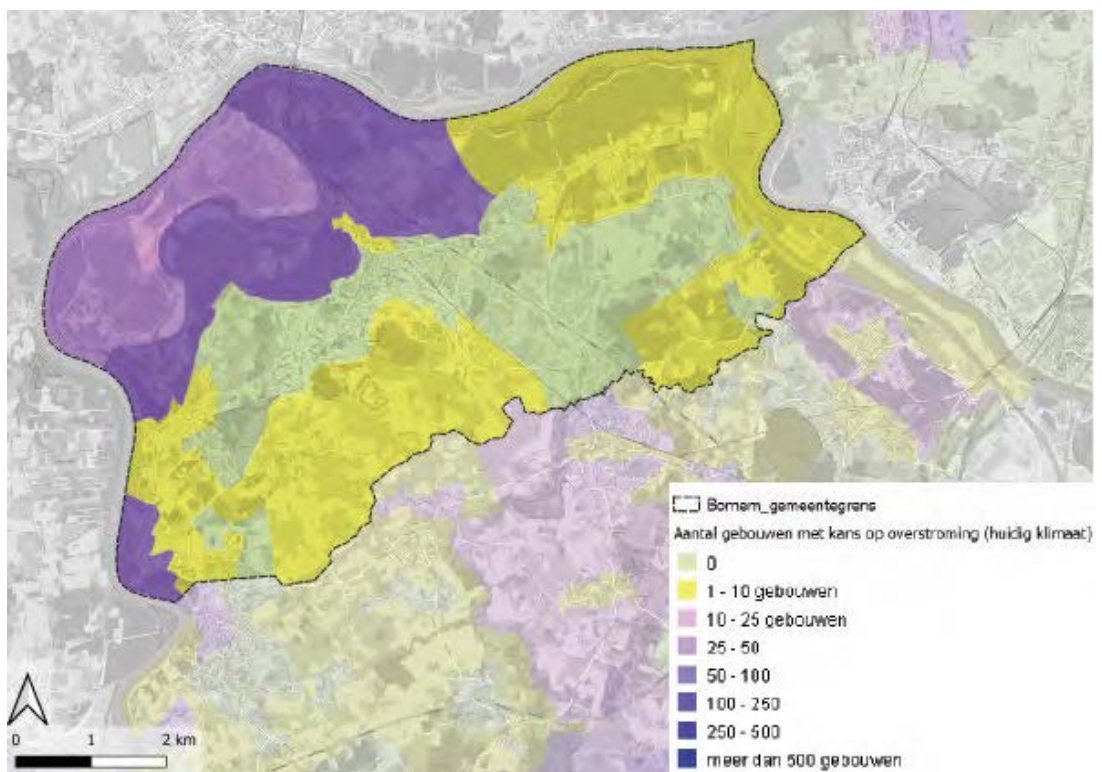 Bornem_gemeentegrens
Aantal gebouwen met kans op overstroming (huidig klimaat)
0
1 - 10 gebouwen
10 - 25 gebouwen
25 - 50
50 - 100
100 - 250
250 - 500
meer dan 500 gebouwen
0 1 2 km